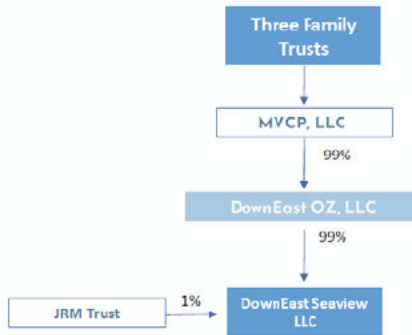 Three Family
Trusts
MVCP, LLC
99%
DownEast OZ, LLC
99%
JRM Trust
1%
DownEast Seaview
LLC